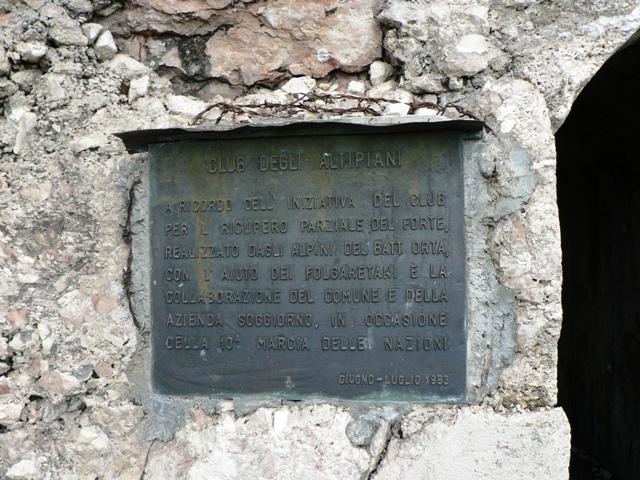 CLUB DEGLI ALTIPIANI
A RICORDO DELL' INIZIATIVA DEL CLUB
PER IL RICUPERO PARZIALE DEL FORTE,
REALIZZATO DAGLI ALPINI DEL BATT. ORTA,
CON L' AIUTO DEI FOLGARETANI E LA
COLLABORAZIONE DEL COMUNE E DELLA
AZIENDA SOGGIORNO, IN OCCASIONE
DELLA 10ª MARCIA DELLE NAZIONI
GIUGNO - LUGLIO 1983